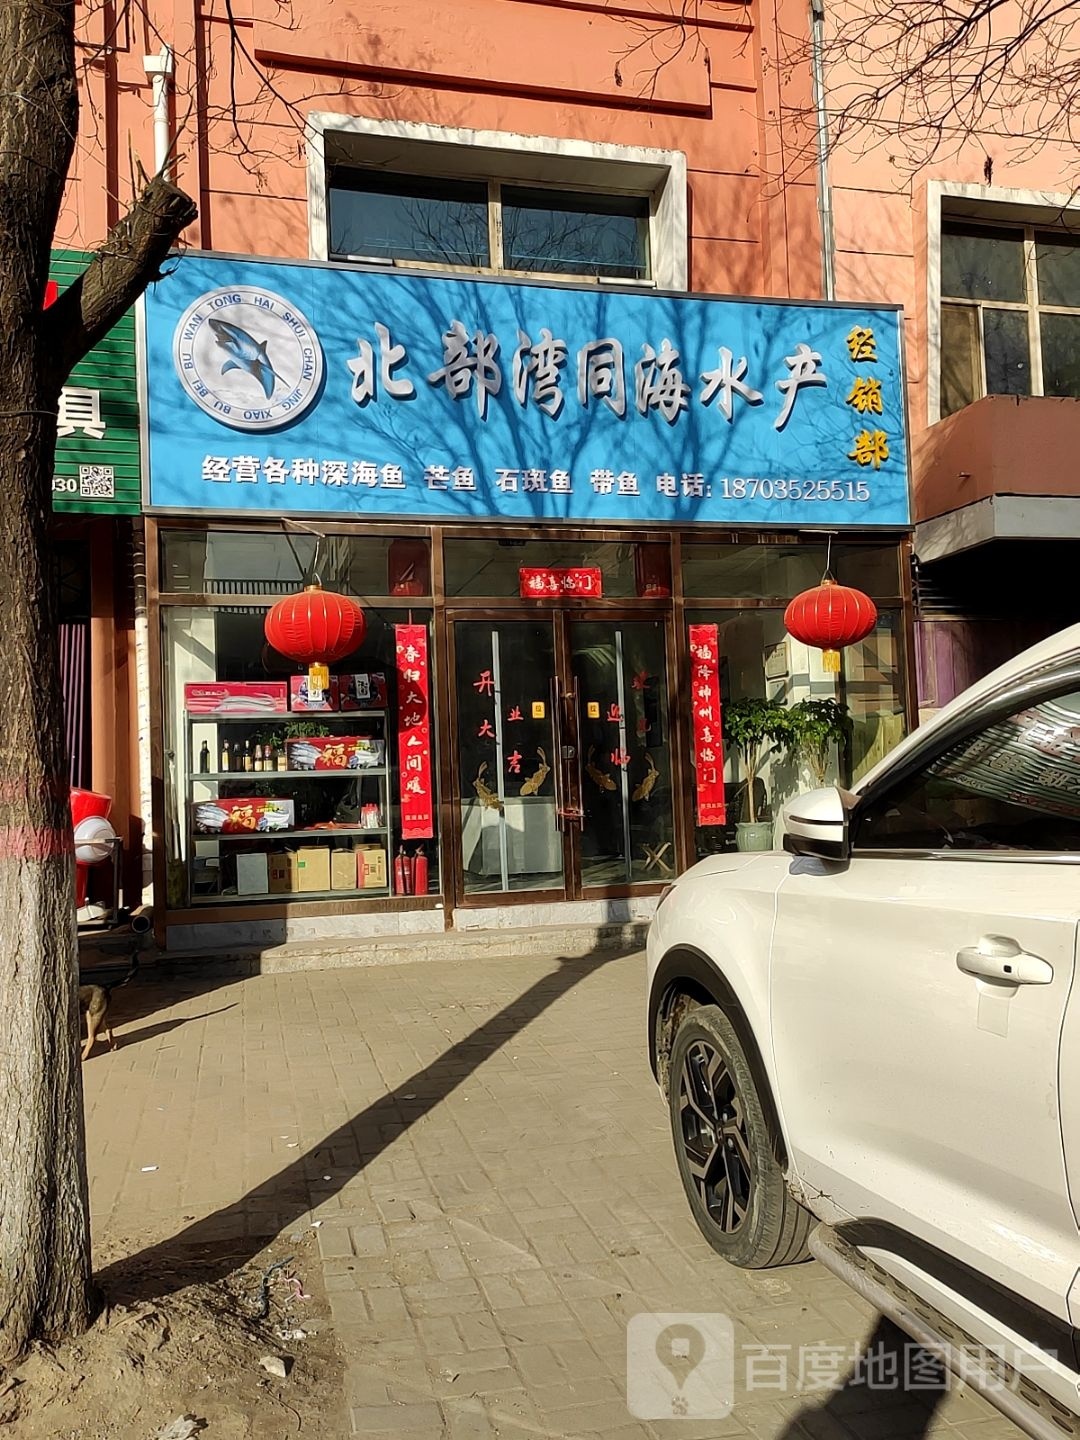 BEI BU WAN TONG HAI SHUI CHAN JING XIAO BU
北部湾同海水产
经销部
经营各种深海鱼 芒鱼 石斑鱼 带鱼 电话: 18703525515
具
030
福喜临门
春归大地人间暖
福降神州喜临门
开业大吉
福
福
百度地图用户